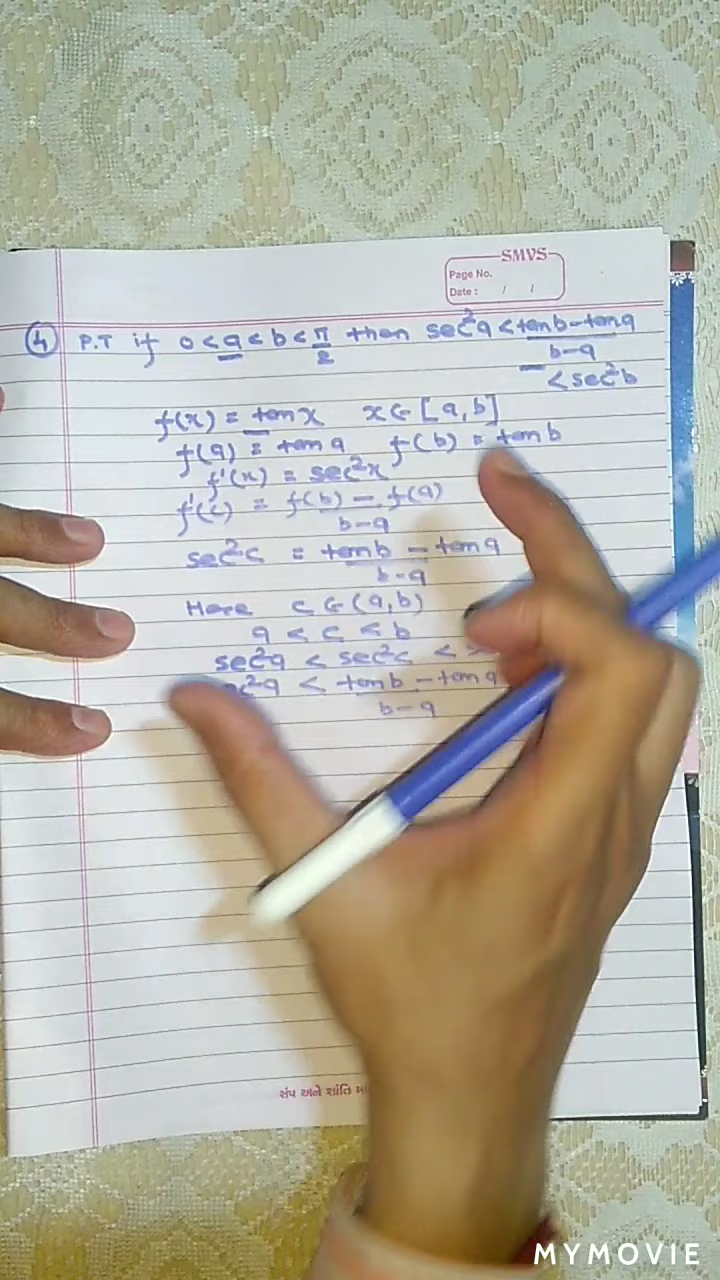 SMVS
Page No.
Date : / /
④ P.T if 0 < a < b < π/2 then sec²a < tanb - tana
b-a
< sec²b
f(x) = tanx x ∈ [a,b]
f(a) = tana f(b) = tanb
f'(x) = sec²x
f'(c) = f(b) - f(a)
b-a
sec²c = tanb - tana
b-a
Here c ∈ (a,b)
a < c < b
sec²a < sec²c <
< tanb - tana
b-a
સંપ અને શાંતિ
MYMOVIE